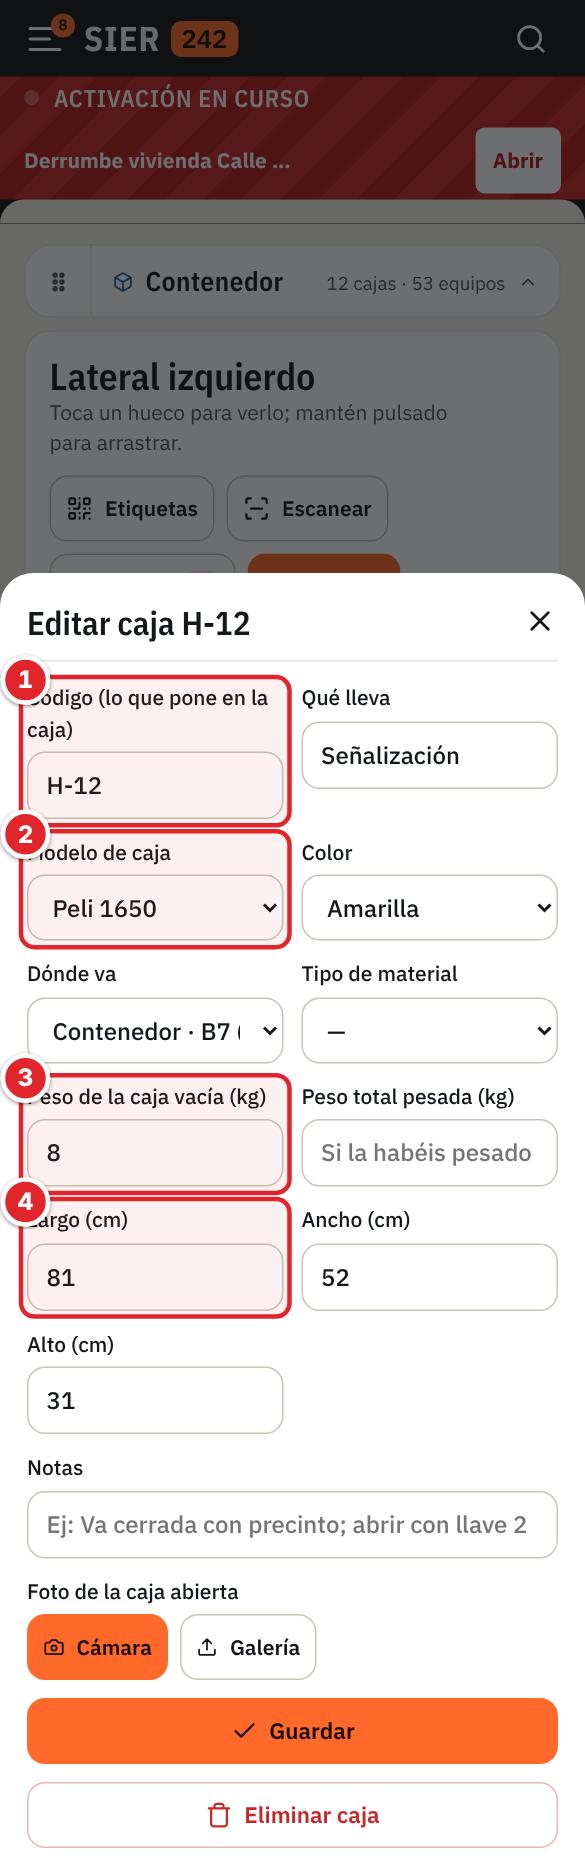 8
SIER 242
ACTIVACIÓN EN CURSO
Derrumbe vivienda Calle ...
Abrir
Contenedor
12 cajas · 53 equipos
Lateral izquierdo
Toca un hueco para verlo; mantén pulsado
para arrastrar.
Etiquetas
Escanear
Editar caja H-12
1
Código (lo que pone en la
caja)
H-12
Qué lleva
Señalización
2
Modelo de caja
Peli 1650
Color
Amarilla
Dónde va
Contenedor · B7 (
Tipo de material
—
3
Peso de la caja vacía (kg)
8
Peso total pesada (kg)
Si la habéis pesado
4
Largo (cm)
81
Ancho (cm)
52
Alto (cm)
31
Notas
Ej: Va cerrada con precinto; abrir con llave 2
Foto de la caja abierta
Cámara
Galería
Guardar
Eliminar caja